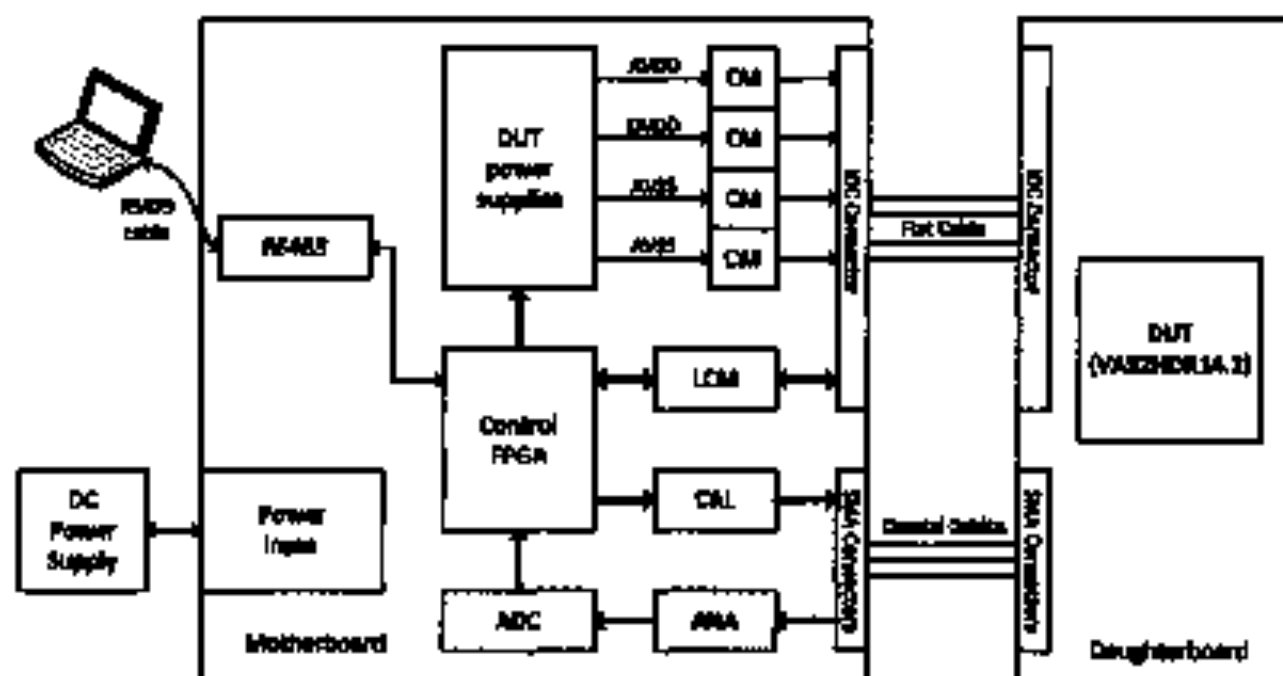 AVDD
CM
DVDD
CM
DUT
power
supplies
AVSS
CM
CM
IDC Connector
Flat Cable
IDC Connector
cable
RS485
DUT
LCM
Control
FPGA
DC
Power
Supply
Power
Input
CAL
SMA Connectors
Coaxial Cables
SMA Connectors
ADC
AMA
Motherboard
Daughterboard